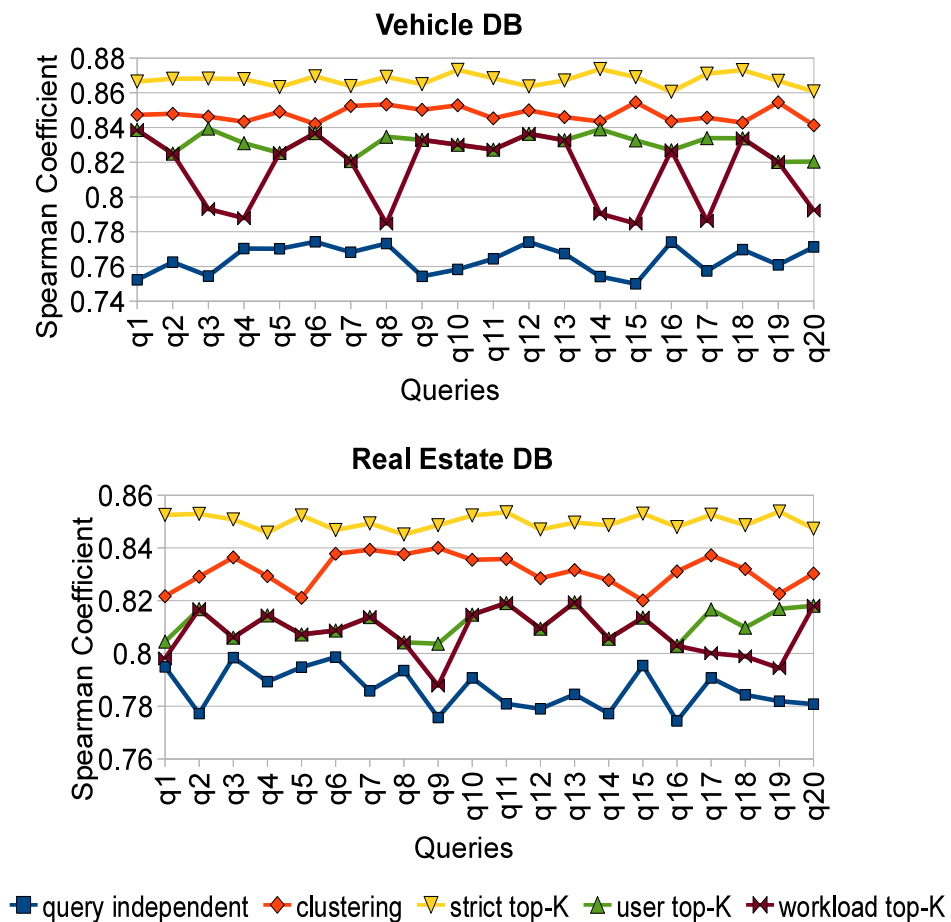 Vehicle DB
Spearman Coefficient
0.88
0.86
0.84
0.82
0.8
0.78
0.76
0.74
q1 q2 q3 q4 q5 q6 q7 q8 q9 q10 q11 q12 q13 q14 q15 q16 q17 q18 q19 q20
Queries
Real Estate DB
Spearman Coefficient
0.86
0.84
0.82
0.8
0.78
0.76
q1 q2 q3 q4 q5 q6 q7 q8 q9 q10 q11 q12 q13 q14 q15 q16 q17 q18 q19 q20
Queries
query independent clustering strict top-K user top-K workload top-K